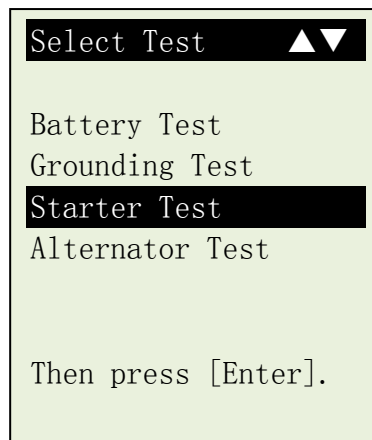 Select Test ▲▼
Battery Test
Grounding Test
Starter Test
Alternator Test
Then press [Enter].